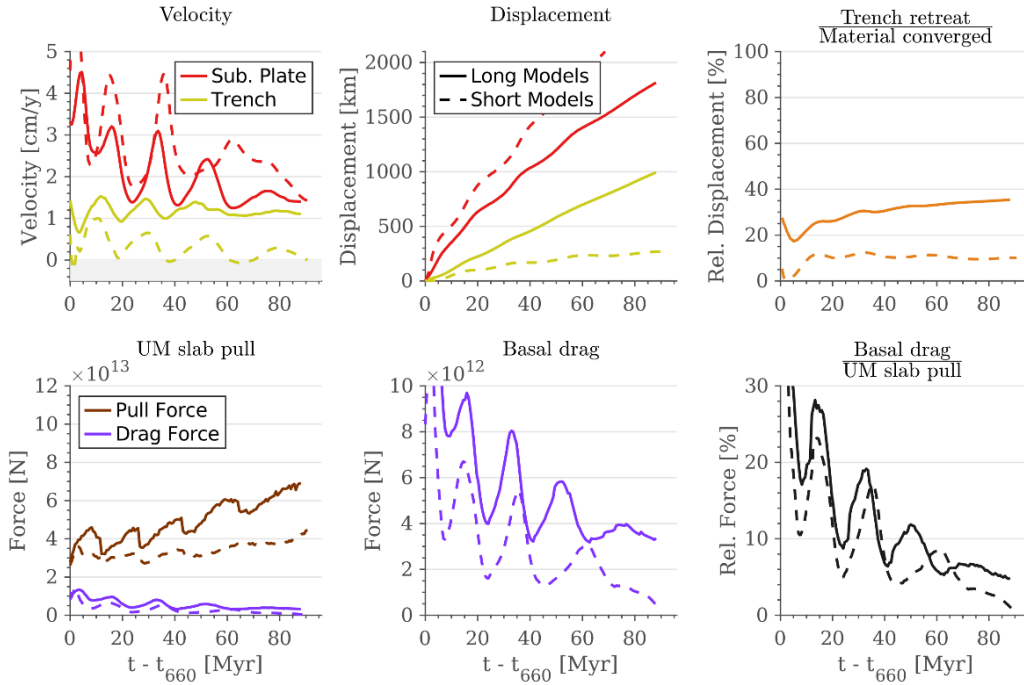 Velocity
Velocity [cm/y]
5
4
3
2
1
0
Sub. Plate
Trench
0 20 40 60 80
Displacement
Displacement [km]
2000
1500
1000
500
0
Long Models
Short Models
0 20 40 60 80
Trench retreat
Material converged
Rel. Displacement [%]
100
80
60
40
20
0
0 20 40 60 80
UM slab pull
×10^13
Force [N]
12
10
8
6
4
2
0
Pull Force
Drag Force
0 20 40 60 80
t - t_660 [Myr]
Basal drag
×10^12
Force [N]
10
8
6
4
2
0
0 20 40 60 80
t - t_660 [Myr]
Basal drag
UM slab pull
Rel. Force [%]
30
20
10
0
0 20 40 60 80
t - t_660 [Myr]